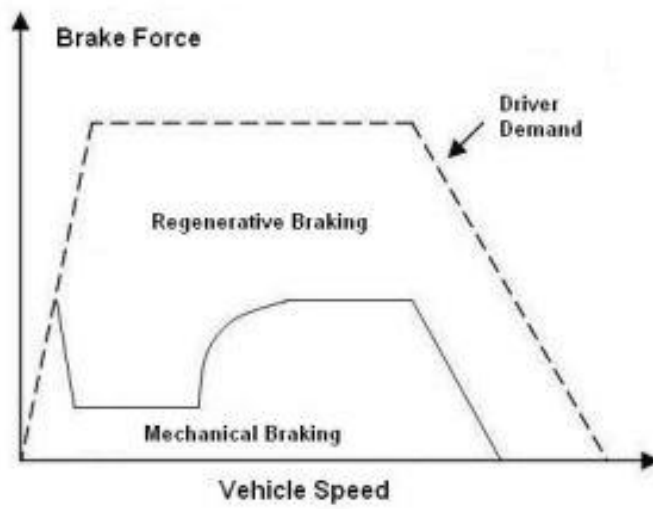 Brake Force
Driver
Demand
Regenerative Braking
Mechanical Braking
Vehicle Speed